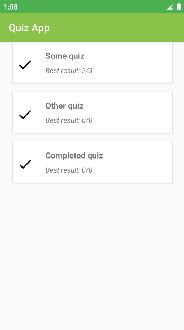 1:08
Quiz App
Some quiz
Best result: 2/3
Other quiz
Best result: 0/0
Completed quiz
Best result: 0/0